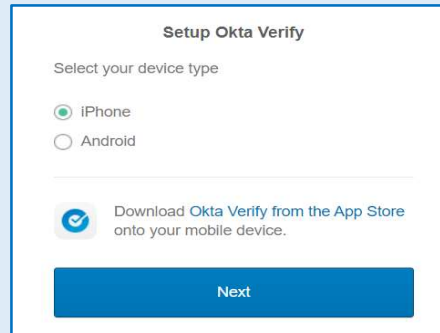 Setup Okta Verify
Select your device type
iPhone
Android
Download Okta Verify from the App Store
onto your mobile device.
Next